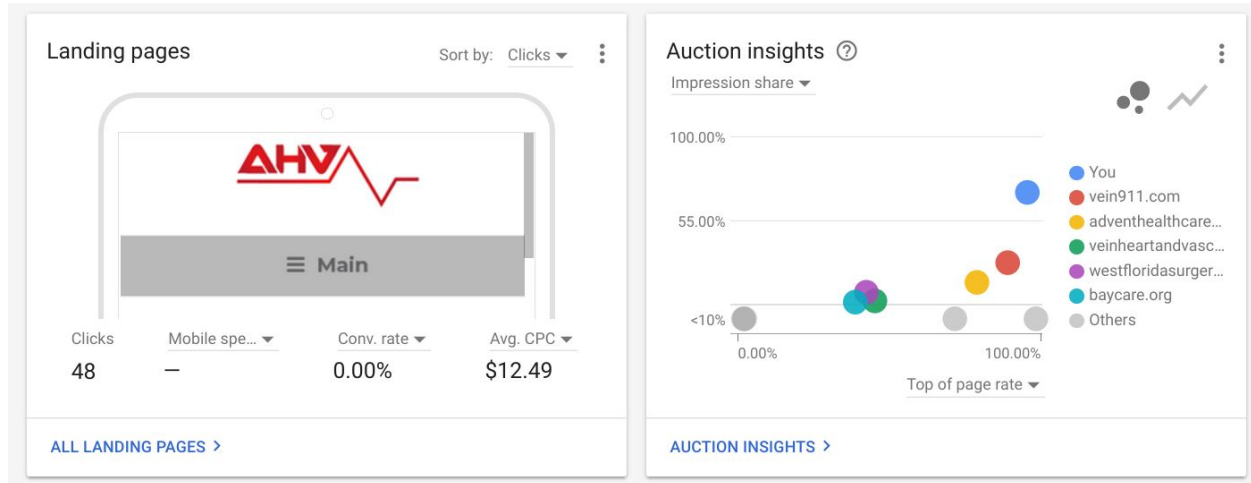 Landing pages
Sort by: Clicks
AHV
Main
Clicks
Mobile spe...
Conv. rate
Avg. CPC
48
—
0.00%
$12.49
ALL LANDING PAGES
Auction insights
Impression share
100.00%
55.00%
<10%
0.00%
100.00%
Top of page rate
You
vein911.com
adventhealthcare...
veinheartandvasc...
westfloridasurger...
baycare.org
Others
AUCTION INSIGHTS